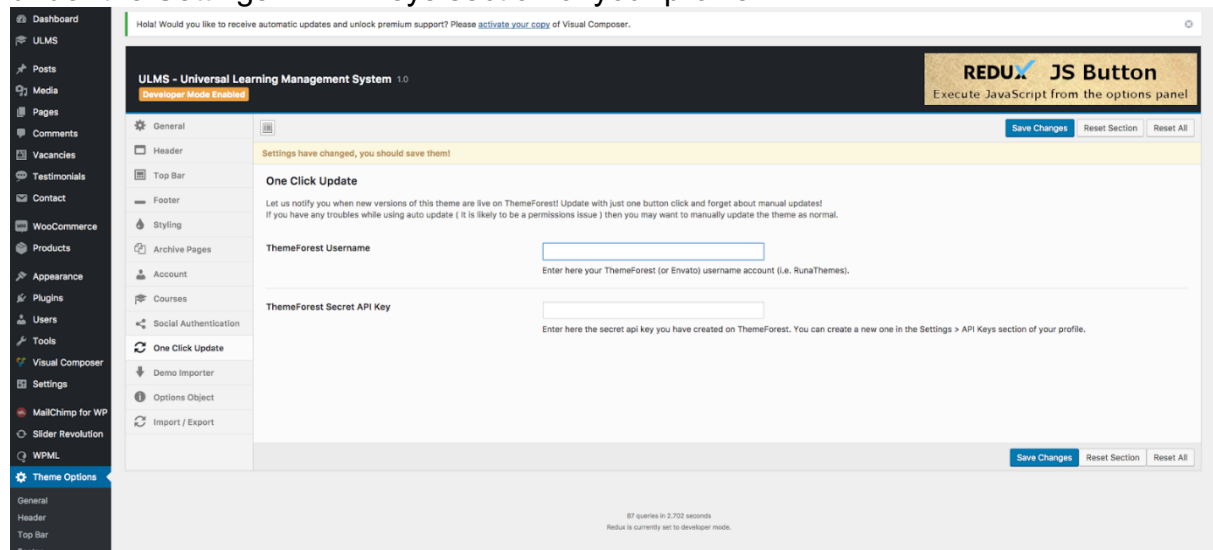 Dashboard
ULMS
Posts
Media
Pages
Comments
Vacancies
Testimonials
Contact
WooCommerce
Products
Appearance
Plugins
Users
Tools
Visual Composer
Settings
MailChimp for WP
Slider Revolution
WPML
Theme Options
General
Header
Top Bar
Hola! Would you like to receive automatic updates and unlock premium support? Please activate your copy of Visual Composer.
ULMS - Universal Learning Management System 1.0
Developer Mode Enabled
REDUX JS Button
Execute JavaScript from the options panel
General
Header
Top Bar
Footer
Styling
Archive Pages
Account
Courses
Social Authentication
One Click Update
Demo Importer
Options Object
Import / Export
Save Changes Reset Section Reset All
Settings have changed, you should save them!
One Click Update
Let us notify you when new versions of this theme are live on ThemeForest! Update with just one button click and forget about manual updates!
If you have any troubles while using auto update ( It is likely to be a permissions issue ) then you may want to manually update the theme as normal.
ThemeForest Username
Enter here your ThemeForest (or Envato) username account (i.e. RunaThemes).
ThemeForest Secret API Key
Enter here the secret api key you have created on ThemeForest. You can create a new one in the Settings > API Keys section of your profile.
Save Changes Reset Section Reset All
87 queries in 2.702 seconds
Redux is currently set to developer mode.